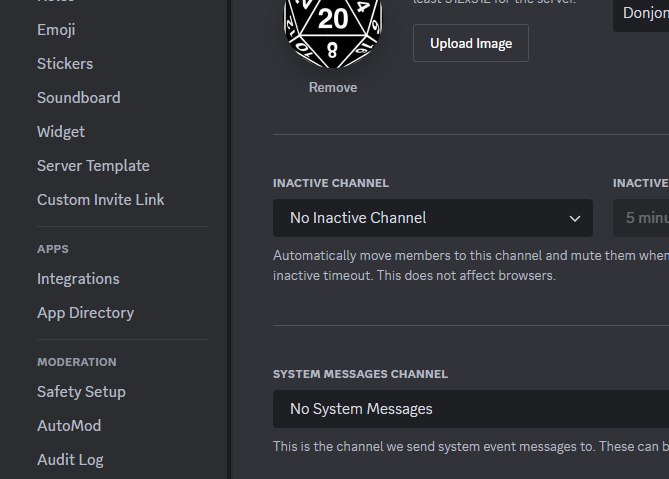 Emoji
Stickers
Soundboard
Widget
Server Template
Custom Invite Link
APPS
Integrations
App Directory
MODERATION
Safety Setup
AutoMod
Audit Log
20
8
4
Remove
for the server.
Upload Image
Donjon
INACTIVE CHANNEL
No Inactive Channel
Automatically move members to this channel and mute them when
inactive timeout. This does not affect browsers.
INACTIVE
5 minu
SYSTEM MESSAGES CHANNEL
No System Messages
This is the channel we send system event messages to. These can b